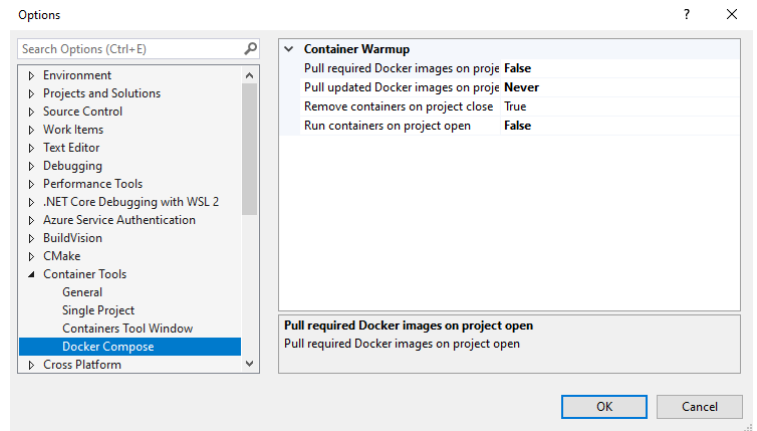 Options
?
Search Options (Ctrl+E)
Environment
Projects and Solutions
Source Control
Work Items
Text Editor
Debugging
Performance Tools
.NET Core Debugging with WSL 2
Azure Service Authentication
BuildVision
CMake
Container Tools
General
Single Project
Containers Tool Window
Docker Compose
Cross Platform
Container Warmup
Pull required Docker images on proje False
Pull updated Docker images on proje Never
Remove containers on project close True
Run containers on project open False
Pull required Docker images on project open
Pull required Docker images on project open
OK
Cancel